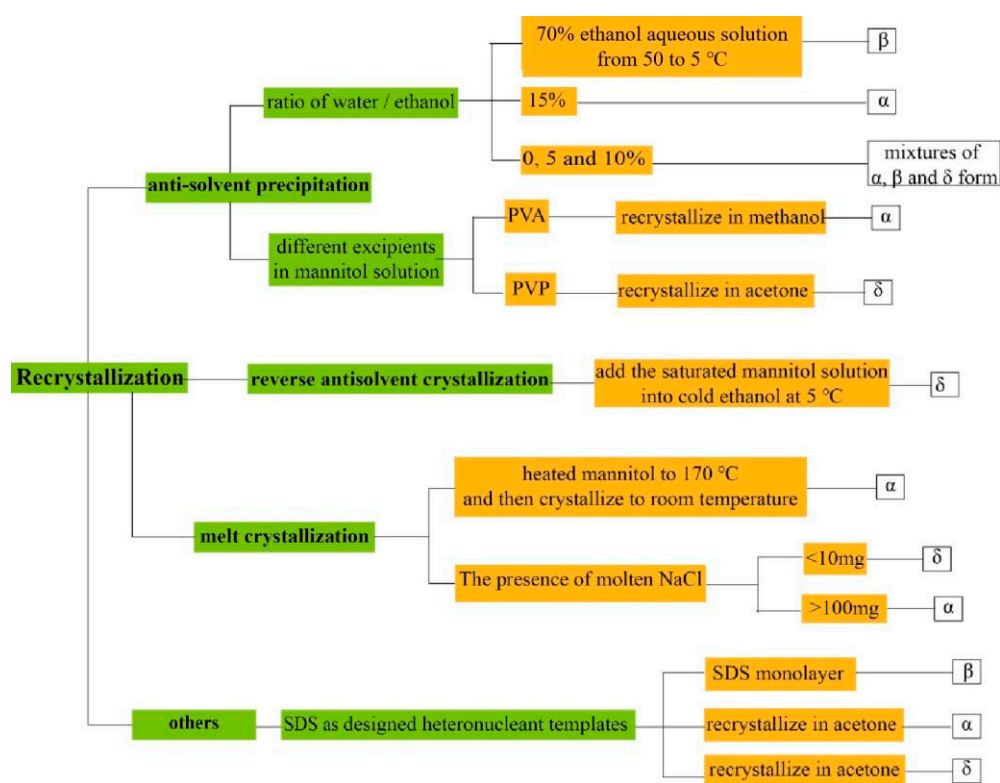 70% ethanol aqueous solution
from 50 to 5 ℃
β
ratio of water / ethanol
15%
α
0, 5 and 10%
mixtures of
α, β and δ form
anti-solvent precipitation
PVA
recrystallize in methanol
α
different excipients
in mannitol solution
PVP
recrystallize in acetone
δ
Recrystallization
reverse antisolvent crystallization
add the saturated mannitol solution
into cold ethanol at 5 ℃
δ
heated mannitol to 170 ℃
and then crystallize to room temperature
α
melt crystallization
The presence of molten NaCl
<10mg
δ
>100mg
α
SDS monolayer
β
others
SDS as designed heteronucleant templates
recrystallize in acetone
α
recrystallize in acetone
δ